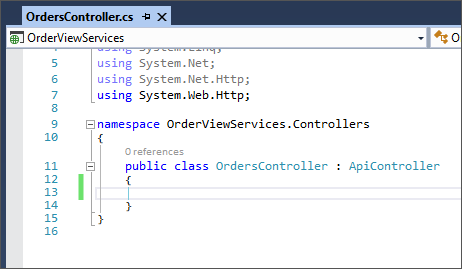 OrdersController.cs
OrderViewServices
O
4 using System.Linq;
5 using System.Net;
6 using System.Net.Http;
7 using System.Web.Http;
8
9 namespace OrderViewServices.Controllers
10 {
0 references
11 public class OrdersController : ApiController
12 {
13
14 }
15 }
16